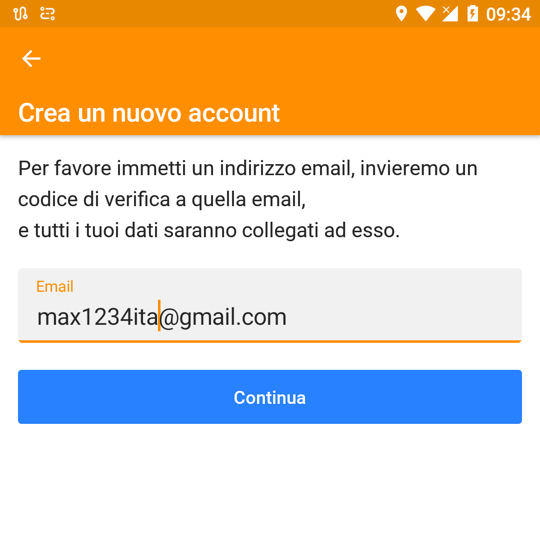 09:34
Crea un nuovo account
Per favore immetti un indirizzo email, invieremo un
codice di verifica a quella email,
e tutti i tuoi dati saranno collegati ad esso.
Email
max1234ita@gmail.com
Continua